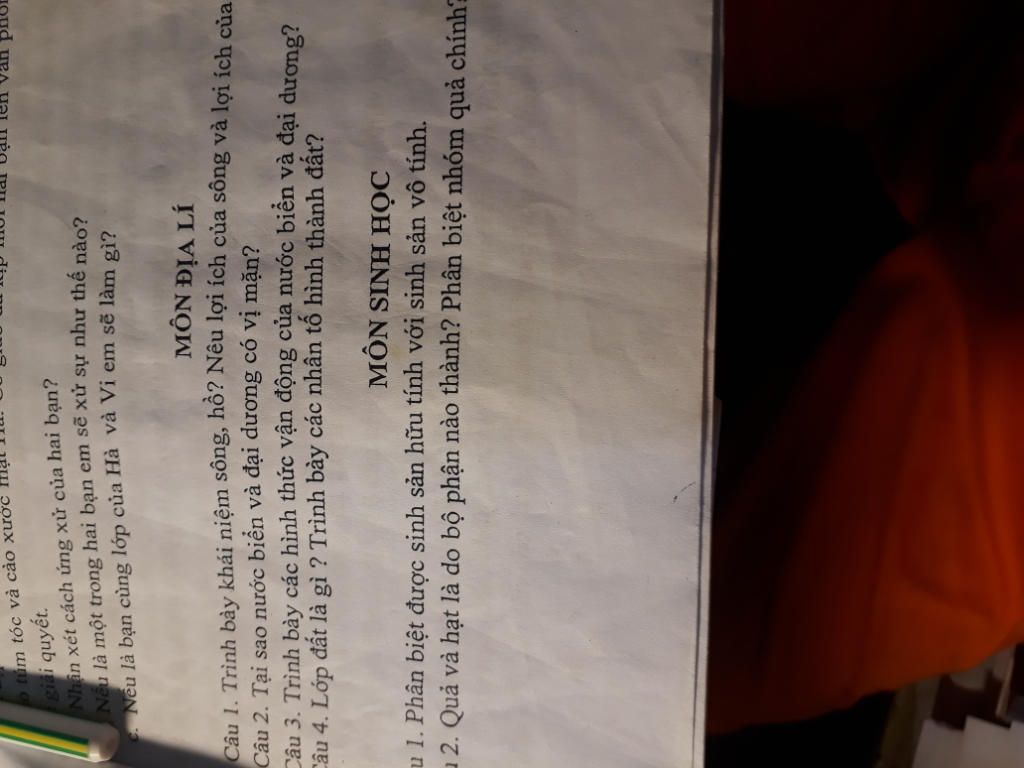 túm tóc và cào xước mặt Hà.
giải quyết.
Nhận xét cách ứng xử của hai bạn?
Nếu là một trong hai bạn em sẽ xử sự như thế nào?
c. Nếu là bạn cùng lớp của Hà và Vi em sẽ làm gì?
MÔN ĐỊA LÍ
Câu 1. Trình bày khái niệm sông, hồ? Nêu lợi ích của sông và lợi ích của
Câu 2. Tại sao nước biển và đại dương có vị mặn?
Câu 3. Trình bày các hình thức vận động của nước biển và đại dương?
Câu 4. Lớp đất là gì ? Trình bày các nhân tố hình thành đất?
MÔN SINH HỌC
u 1. Phân biệt được sinh sản hữu tính với sinh sản vô tính.
u 2. Quả và hạt là do bộ phận nào thành? Phân biệt nhóm quả chính?